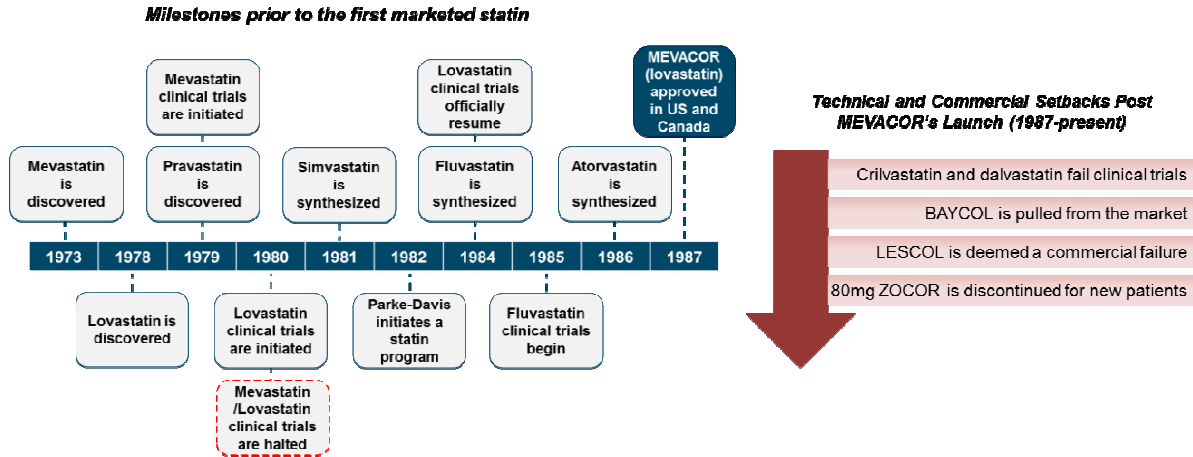 Milestones prior to the first marketed statin
Mevastatin
clinical trials
are initiated
Lovastatin
clinical trials
officially
resume
MEVACOR
(lovastatin)
approved
in US and
Canada
Mevastatin
is
discovered
Pravastatin
is
discovered
Simvastatin
is
synthesized
Fluvastatin
is
synthesized
Atorvastatin
is
synthesized
1973 1978 1979 1980 1981 1982 1984 1985 1986 1987
Lovastatin is
discovered
Lovastatin
clinical trials
are initiated
Parke-Davis
initiates a
statin
program
Fluvastatin
clinical trials
begin
Mevastatin
/Lovastatin
clinical trials
are halted
Technical and Commercial Setbacks Post
MEVACOR's Launch (1987-present)
Crilvastatin and dalvastatin fail clinical trials
BAYCOL is pulled from the market
LESCOL is deemed a commercial failure
80mg ZOCOR is discontinued for new patients